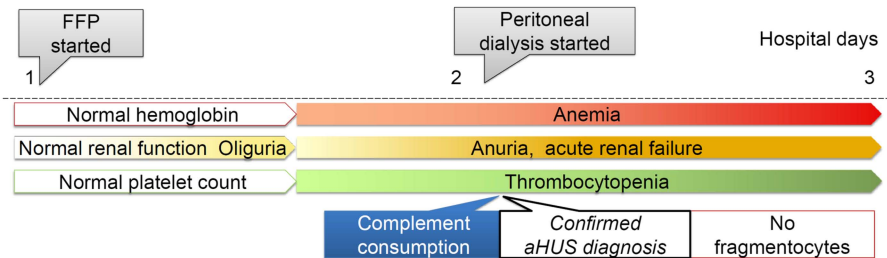 FFP
started
Peritoneal
dialysis started
Hospital days
1
2
3
Normal hemoglobin
Anemia
Normal renal function Oliguria
Anuria, acute renal failure
Normal platelet count
Thrombocytopenia
Complement
consumption
Confirmed
aHUS diagnosis
No
fragmentocytes